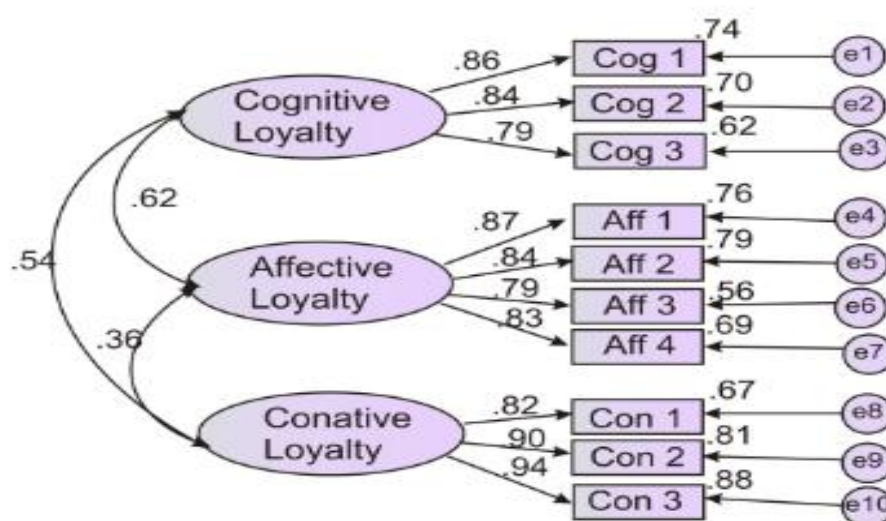 .74
.86
Cog 1
e1
.70
Cognitive
Loyalty
.84
Cog 2
e2
.62
.79
Cog 3
e3
.62
.76
.87
Aff 1
e4
.79
.54
Affective
Loyalty
.84
Aff 2
e5
.56
.79
Aff 3
e6
.69
.83
Aff 4
e7
.36
.67
.82
Con 1
e8
.81
Conative
Loyalty
.90
Con 2
e9
.88
.94
Con 3
e10